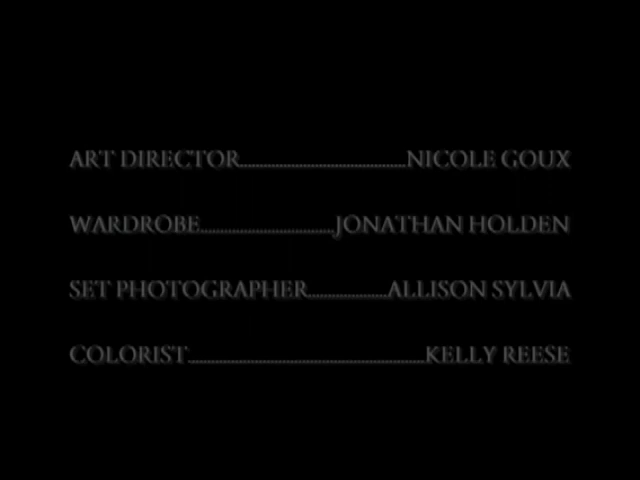 ART DIRECTOR........................................NICOLE GOUX
WARDROBE................................JONATHAN HOLDEN
SET PHOTOGRAPHER...................ALLISON SYLVIA
COLORIST.........................................................KELLY REESE